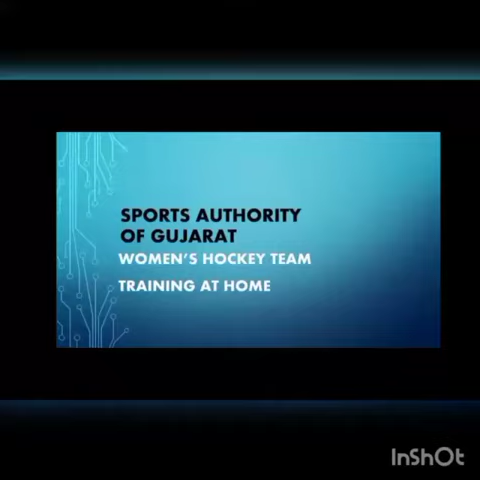 SPORTS AUTHORITY
OF GUJARAT
WOMEN'S HOCKEY TEAM
TRAINING AT HOME
InShOt